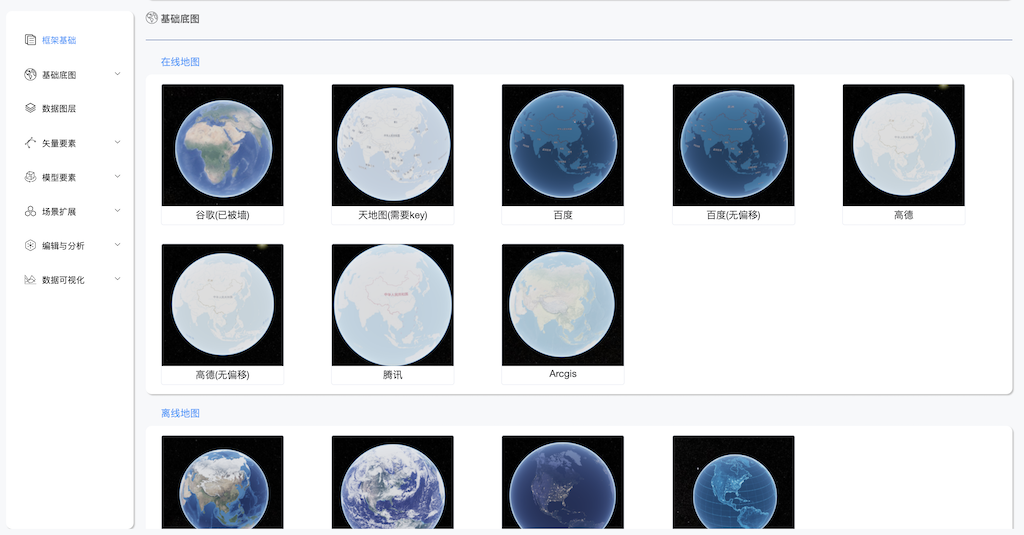 框架基础
基础底图
数据图层
矢量要素
模型要素
场景扩展
编辑与分析
数据可视化
基础底图
在线地图
谷歌(已被墙)
天地图(需要key)
百度
百度(无偏移)
高德
高德(无偏移)
腾讯
Arcgis
离线地图